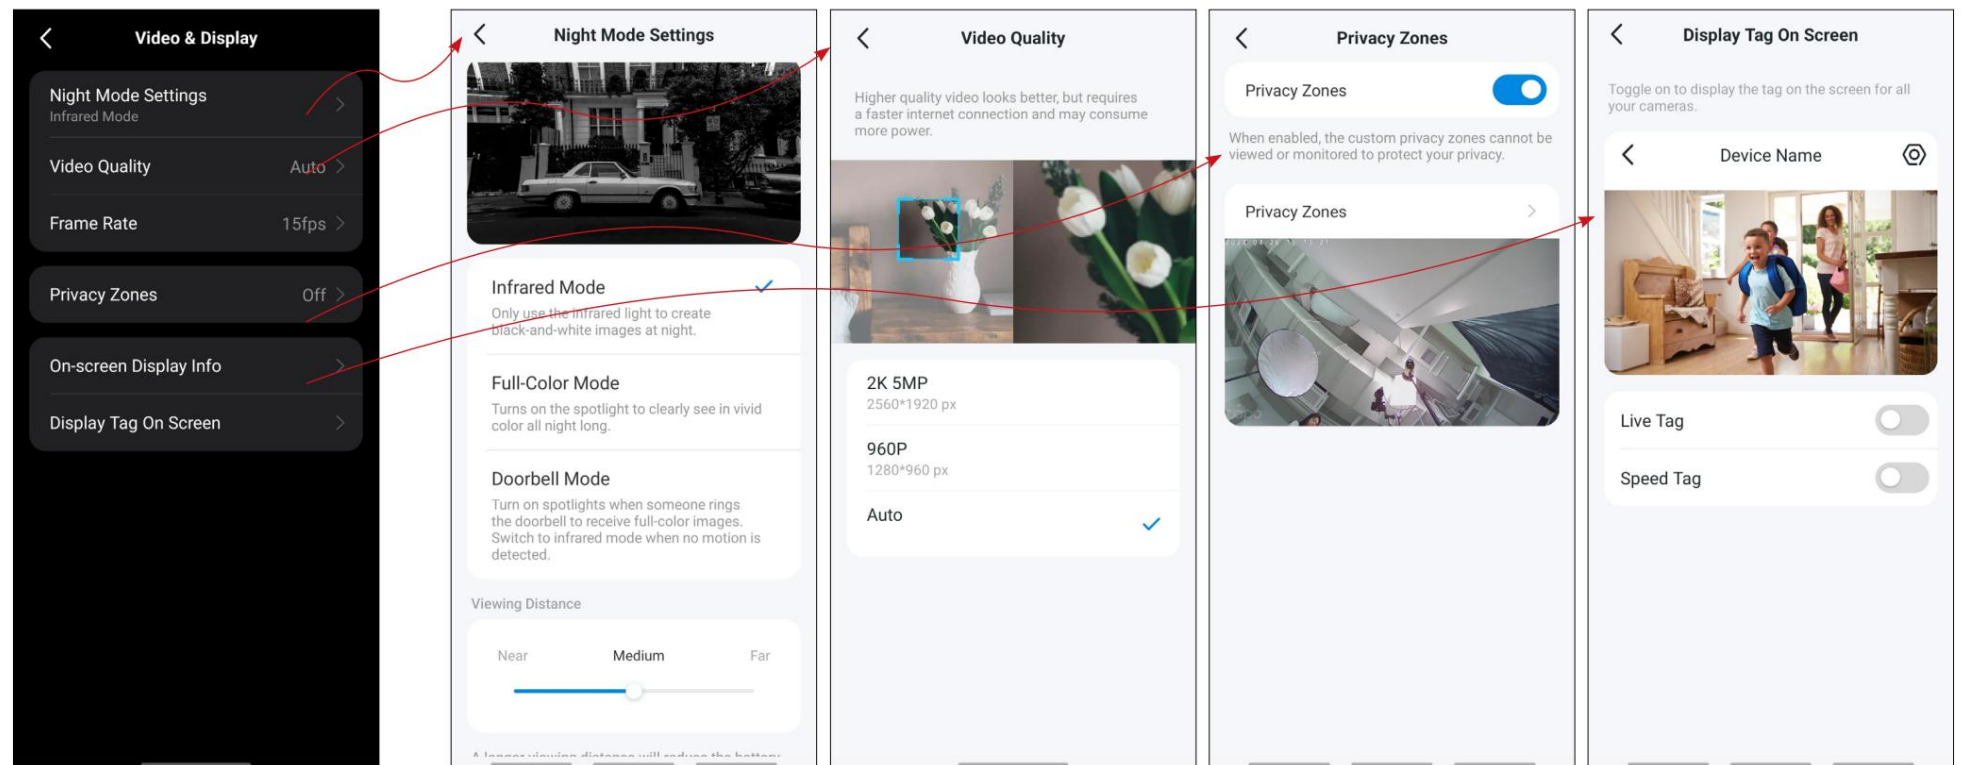 Video & Display
Night Mode Settings
Infrared Mode
Video Quality
Auto
Frame Rate
15fps
Privacy Zones
Off
On-screen Display Info
Display Tag On Screen
Night Mode Settings
Infrared Mode
Only use the infrared light to create
black-and-white images at night.
Full-Color Mode
Turns on the spotlight to clearly see in vivid
color all night long.
Doorbell Mode
Turn on spotlights when someone rings
the doorbell to receive full-color images.
Switch to infrared mode when no motion is
detected.
Viewing Distance
Near
Medium
Far
A longer viewing distance will reduce the battery
Video Quality
Higher quality video looks better, but requires
a faster internet connection and may consume
more power.
2K 5MP
2560*1920 px
960P
1280*960 px
Auto
Privacy Zones
Privacy Zones
When enabled, the custom privacy zones cannot be
viewed or monitored to protect your privacy.
Privacy Zones
Display Tag On Screen
Toggle on to display the tag on the screen for all
your cameras.
Device Name
Live Tag
Speed Tag